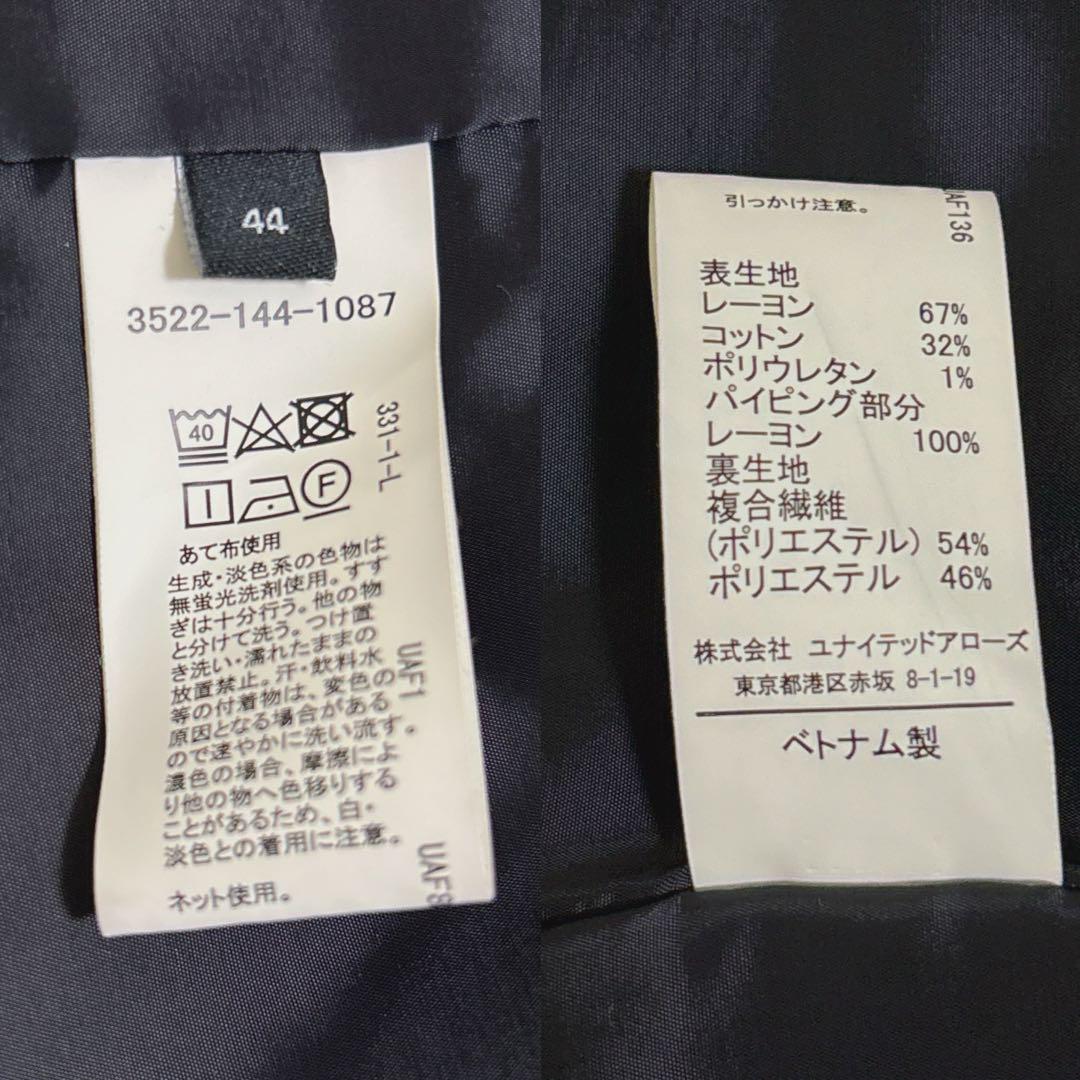 44
3522-144-1087
40
331-1-L
F
あて布使用
生成・淡色系の色物は
無蛍光洗剤使用。すす
ぎは十分行う。他の物
と分けて洗う。つけ置
き洗い・濡れたままの
放置禁止。汗・飲料水
等の付着物は、変色の
原因となる場合がある
ので速やかに洗い流す。
濃色の場合、摩擦によ
り他の物へ色移りする
ことがあるため、白・
淡色との着用に注意。
ネット使用。
UAF1
UAF8
引っかけ注意。
UAF136
表生地
レーヨン 67%
コットン 32%
ポリウレタン 1%
パイピング部分
レーヨン 100%
裏生地
複合繊維
(ポリエステル) 54%
ポリエステル 46%
株式会社 ユナイテッドアローズ
東京都港区赤坂 8-1-19
ベトナム製